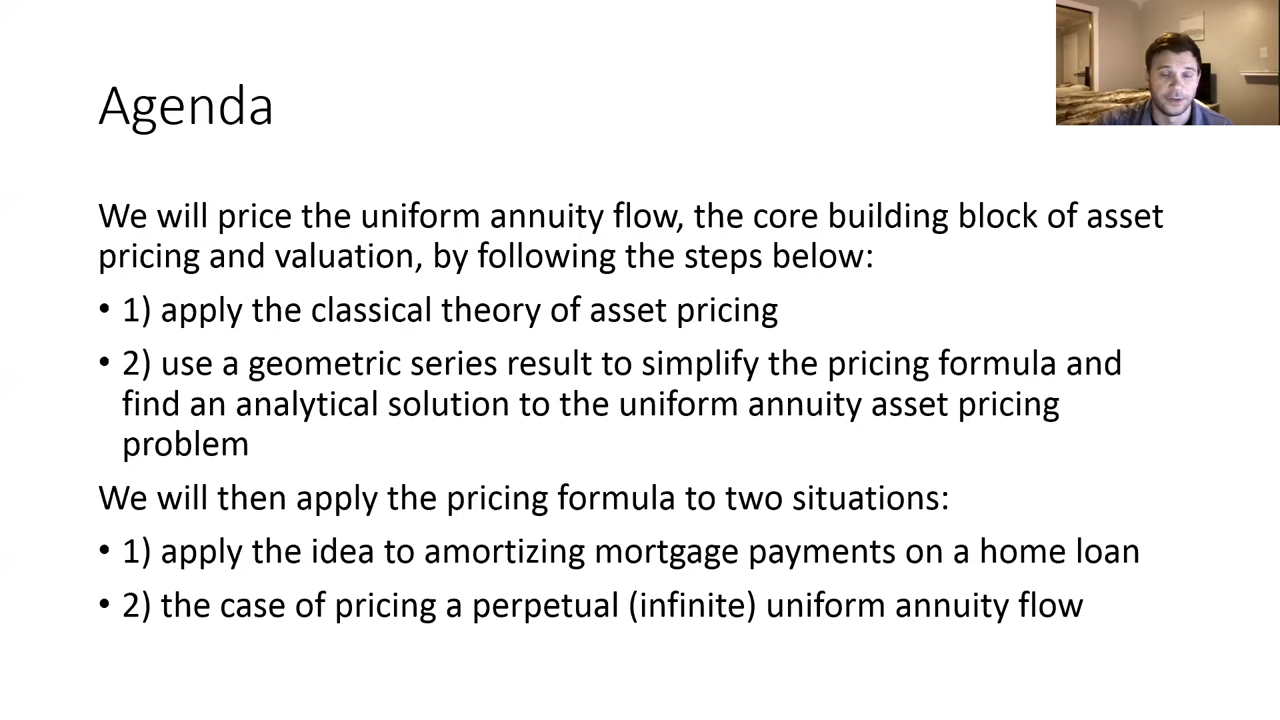 Agenda
We will price the uniform annuity flow, the core building block of asset
pricing and valuation, by following the steps below:
• 1) apply the classical theory of asset pricing
• 2) use a geometric series result to simplify the pricing formula and
find an analytical solution to the uniform annuity asset pricing
problem
We will then apply the pricing formula to two situations:
• 1) apply the idea to amortizing mortgage payments on a home loan
• 2) the case of pricing a perpetual (infinite) uniform annuity flow